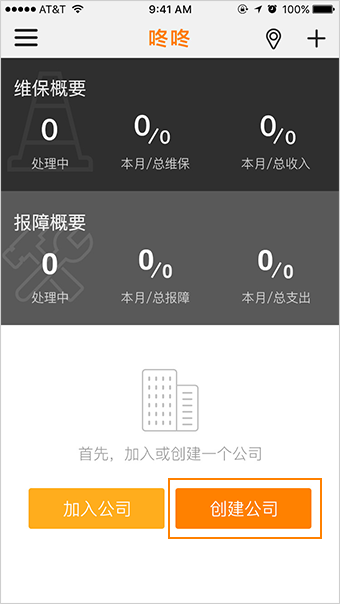 AT&T 9:41 AM 100%
咚咚
维保概要
0 0/0 0/0
处理中 本月/总维保 本月/总收入
报障概要
0 0/0 0/0
处理中 本月/总报障 本月/总支出
首先，加入或创建一个公司
加入公司 创建公司